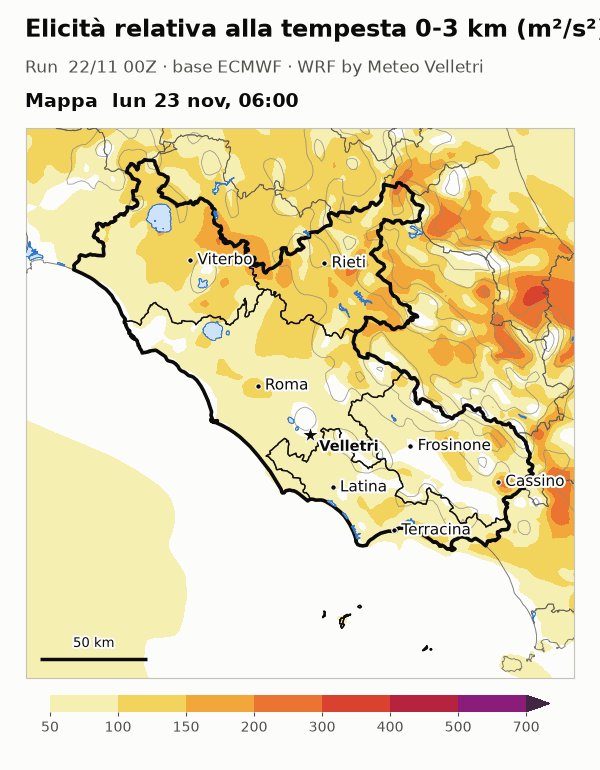 Elicità relativa alla tempesta 0-3 km (m²/s²)
Run 22/11 00Z · base ECMWF · WRF by Meteo Velletri
Mappa lun 23 nov, 06:00
Viterbo
Rieti
Roma
Velletri
Frosinone
Latina
Cassino
Terracina
50 km
50 100 150 200 300 400 500 700